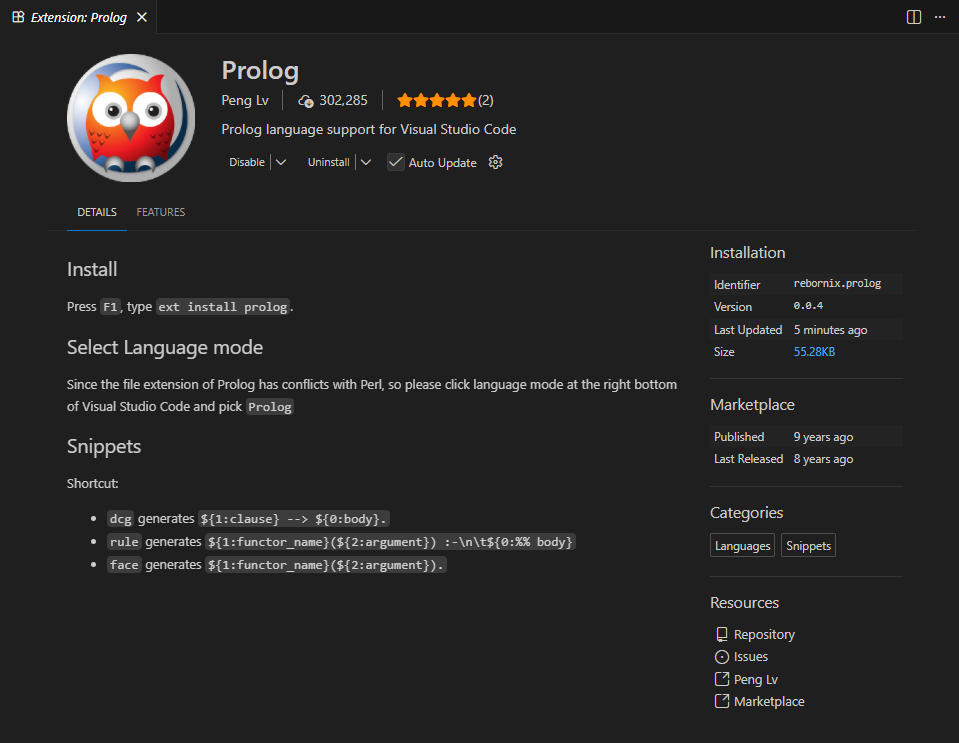 Extension: Prolog
Prolog
Peng Lv 302,285 (2)
Prolog language support for Visual Studio Code
Disable Uninstall Auto Update
DETAILS FEATURES
Install
Press F1, type ext install prolog.
Select Language mode
Since the file extension of Prolog has conflicts with Perl, so please click language mode at the right bottom
of Visual Studio Code and pick Prolog
Snippets
Shortcut:
dcg generates ${1:clause} --> ${0:body}.
rule generates ${1:functor_name}(${2:argument}) :-\n\t${0:%% body}
face generates ${1:functor_name}(${2:argument}).
Installation
Identifier rebornix.prolog
Version 0.0.4
Last Updated 5 minutes ago
Size 55.28KB
Marketplace
Published 9 years ago
Last Released 8 years ago
Categories
Languages Snippets
Resources
Repository
Issues
Peng Lv
Marketplace